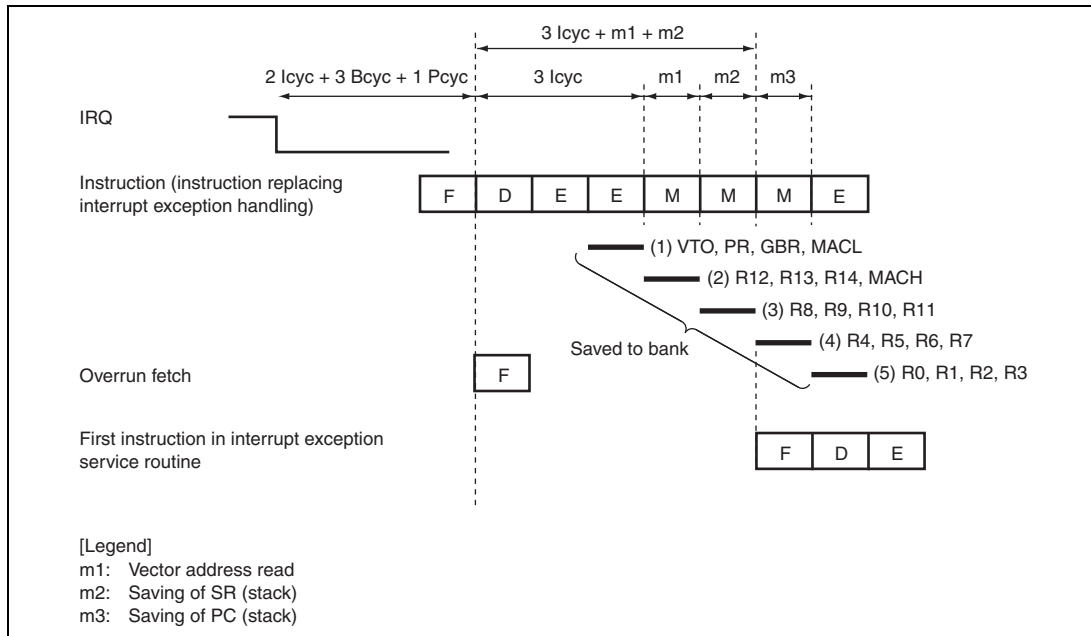 3 Icyc + m1 + m2
2 Icyc + 3 Bcyc + 1 Pcyc
3 Icyc
m1
m2
m3
IRQ
Instruction (instruction replacing
interrupt exception handling)
F D E E M M M E
(1) VTO, PR, GBR, MACL
(2) R12, R13, R14, MACH
(3) R8, R9, R10, R11
(4) R4, R5, R6, R7
(5) R0, R1, R2, R3
Saved to bank
Overrun fetch
F
First instruction in interrupt exception
service routine
F D E
[Legend]
m1: Vector address read
m2: Saving of SR (stack)
m3: Saving of PC (stack)